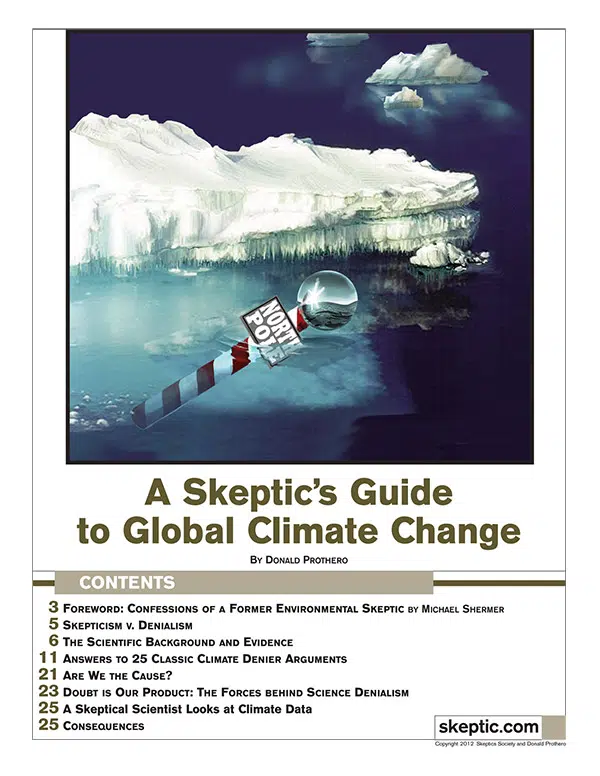 NORTH
POLE
A Skeptic's Guide
to Global Climate Change
BY DONALD PROTHERO
CONTENTS
3 FOREWORD: CONFESSIONS OF A FORMER ENVIRONMENTAL SKEPTIC BY MICHAEL SHERMER
5 SKEPTICISM V. DENIALISM
6 THE SCIENTIFIC BACKGROUND AND EVIDENCE
11 ANSWERS TO 25 CLASSIC CLIMATE DENIER ARGUMENTS
21 ARE WE THE CAUSE?
23 DOUBT IS OUR PRODUCT: THE FORCES BEHIND SCIENCE DENIALISM
25 A SKEPTICAL SCIENTIST LOOKS AT CLIMATE DATA
25 CONSEQUENCES
skeptic.com
Copyright 2012 Skeptics Society and Donald Prothero